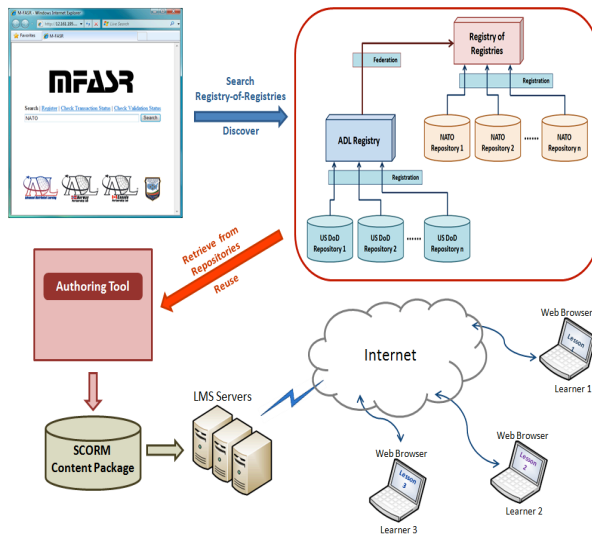 M-FASR - Windows Internet Explorer
Live Search
Favorites
M-FASR
MFASR
Search | Register | Check Transaction Status | Check Validation Status
NATO
Search
Search
Registry-of-Registries
Discover
Registry of
Registries
Federation
Registration
ADL Registry
NATO
Repository 1
NATO
Repository 2
......
NATO
Repository n
Registration
US DoD
Repository 1
US DoD
Repository 2
......
US DoD
Repository n
Retrieve from
Repositories
Reuse
Authoring Tool
SCORM
Content Package
LMS Servers
Internet
Web Browser
Lesson
1
Learner 1
Web Browser
Lesson
2
Learner 2
Web Browser
Lesson
3
Learner 3